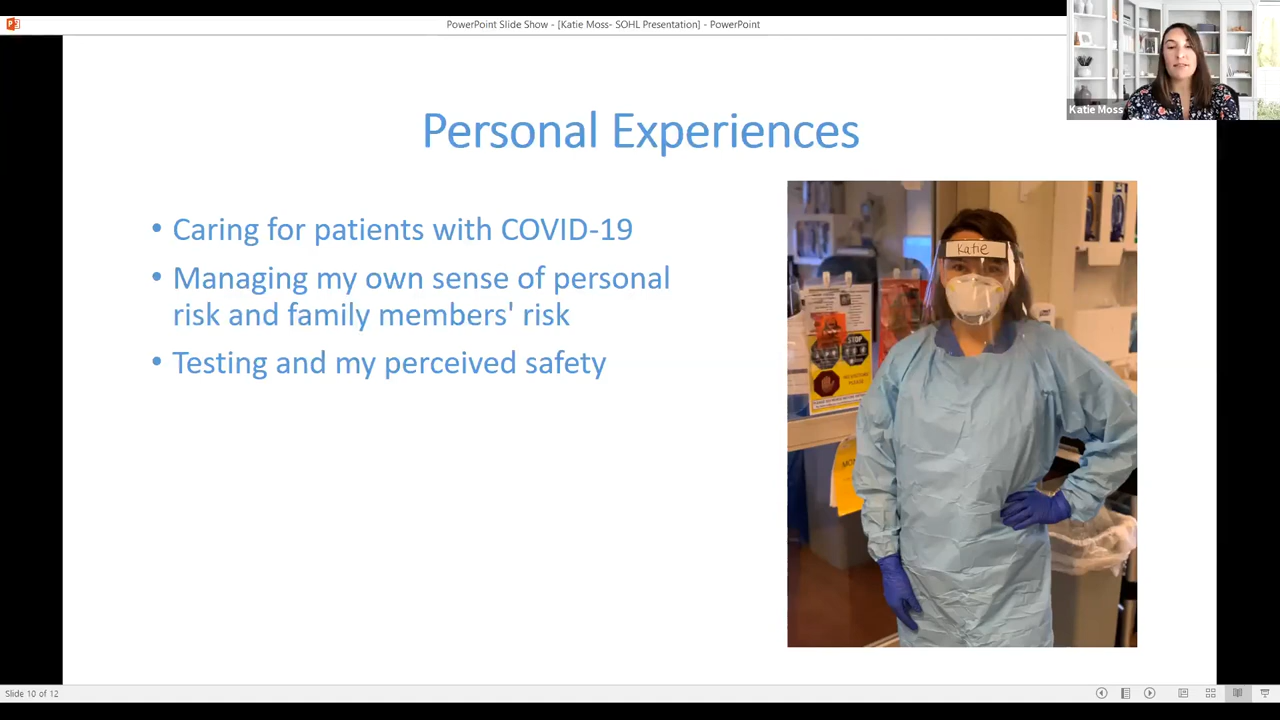 PowerPoint Slide Show - [Katie Moss- SOHL Presentation] - PowerPoint
Katie Moss
Personal Experiences
• Caring for patients with COVID-19
• Managing my own sense of personal
risk and family members' risk
• Testing and my perceived safety
Katie
STOP
Slide 10 of 12